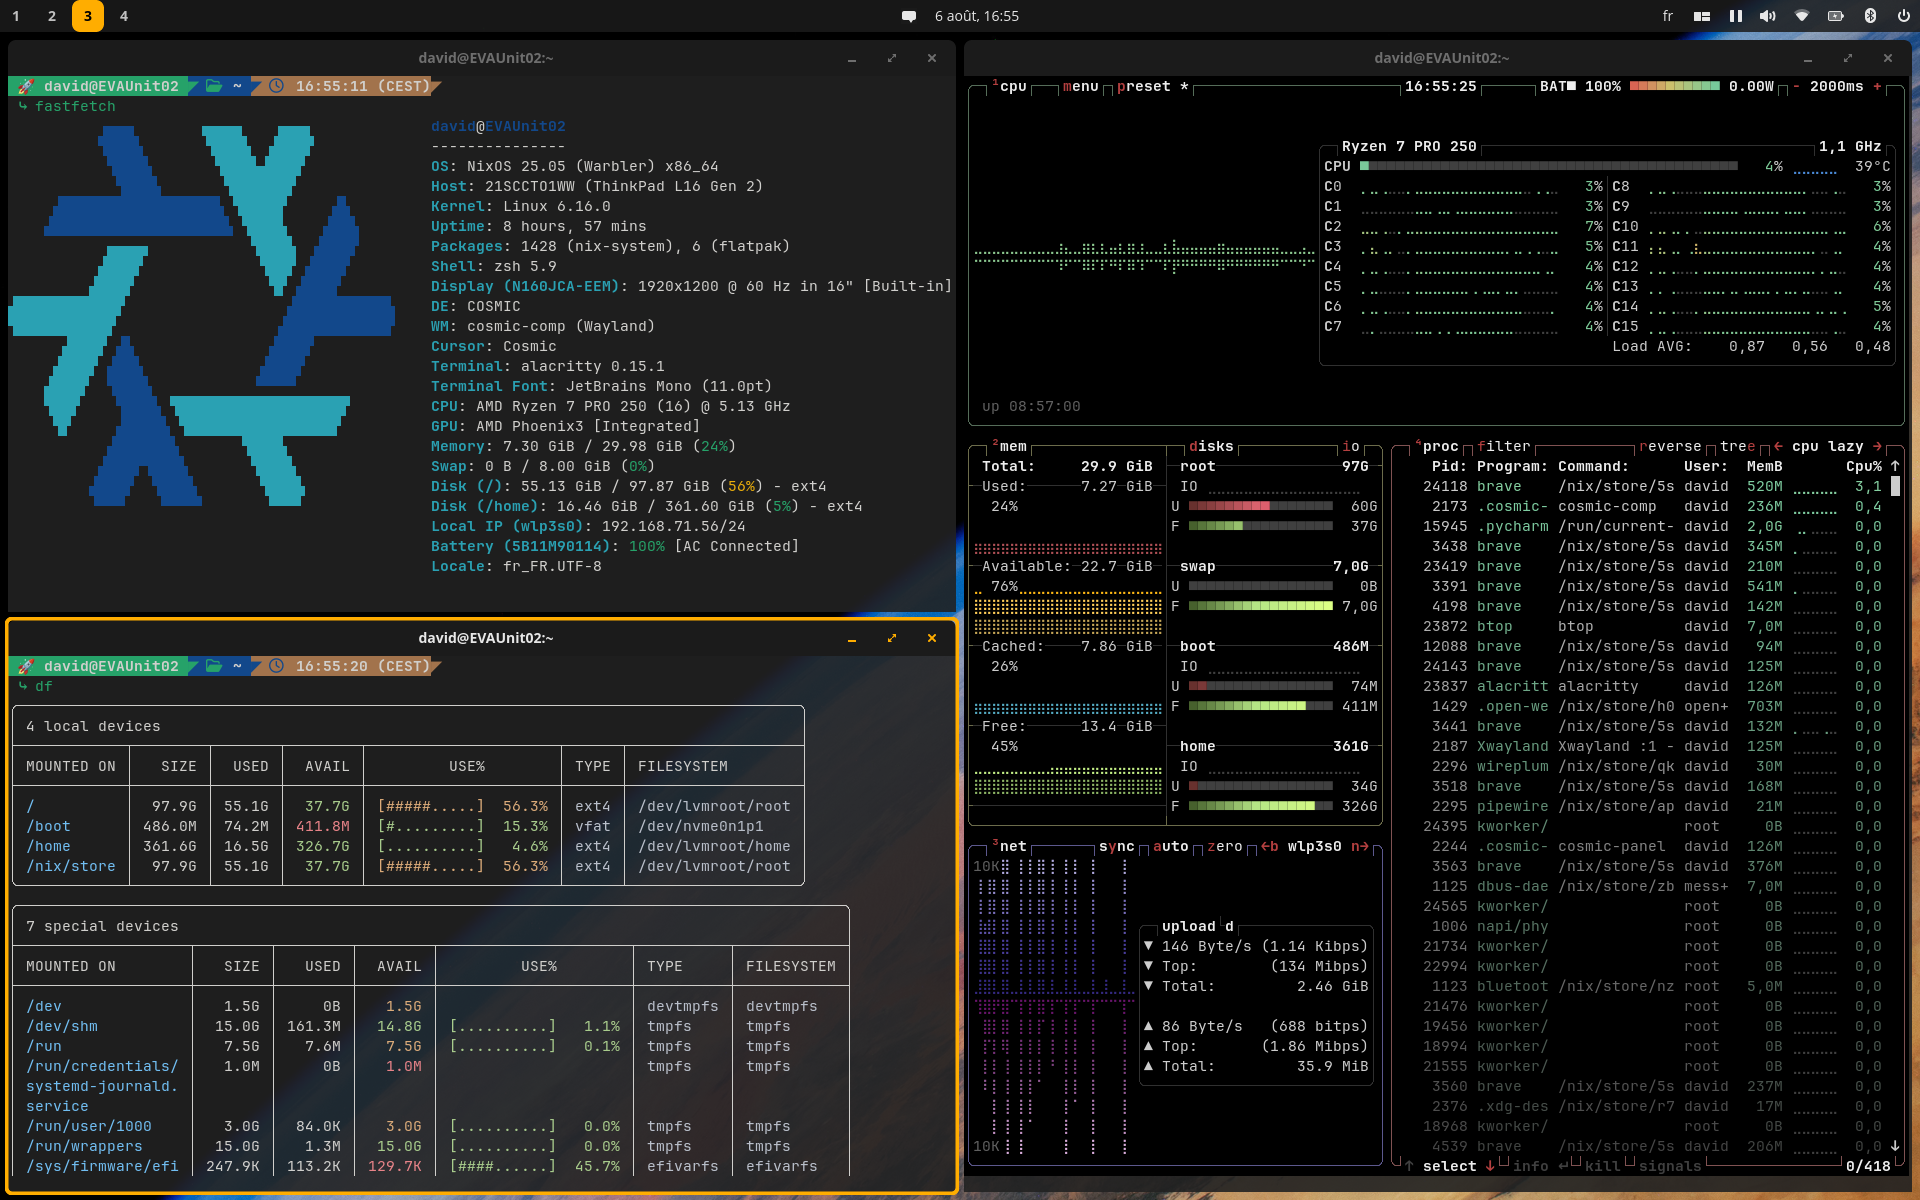 1 2 3 4
6 août, 16:55
fr
david@EVAUnit02:~
david@EVAUnit02 ~ 16:55:11 (CEST)
fastfetch
david@EVAUnit02
---------------
OS: NixOS 25.05 (Warbler) x86_64
Host: 21SCCTO1WW (ThinkPad L16 Gen 2)
Kernel: Linux 6.16.0
Uptime: 8 hours, 57 mins
Packages: 1428 (nix-system), 6 (flatpak)
Shell: zsh 5.9
Display (N160JCA-EEM): 1920x1200 @ 60 Hz in 16" [Built-in]
DE: COSMIC
WM: cosmic-comp (Wayland)
Cursor: Cosmic
Terminal: alacritty 0.15.1
Terminal Font: JetBrains Mono (11.0pt)
CPU: AMD Ryzen 7 PRO 250 (16) @ 5.13 GHz
GPU: AMD Phoenix3 [Integrated]
Memory: 7.30 GiB / 29.98 GiB (24%)
Swap: 0 B / 8.00 GiB (0%)
Disk (/): 55.13 GiB / 97.87 GiB (56%) - ext4
Disk (/home): 16.46 GiB / 361.60 GiB (5%) - ext4
Local IP (wlp3s0): 192.168.71.56/24
Battery (5B11M90114): 100% [AC Connected]
Locale: fr_FR.UTF-8
david@EVAUnit02:~
david@EVAUnit02 ~ 16:55:20 (CEST)
df
4 local devices
MOUNTED ON SIZE USED AVAIL USE% TYPE FILESYSTEM
/ 97.9G 55.1G 37.7G [#####.....] 56.3% ext4 /dev/lvmroot/root
/boot 486.0M 74.2M 411.8M [#.........] 15.3% vfat /dev/nvme0n1p1
/home 361.6G 16.5G 326.7G [..........] 4.6% ext4 /dev/lvmroot/home
/nix/store 97.9G 55.1G 37.7G [#####.....] 56.3% ext4 /dev/lvmroot/root
7 special devices
MOUNTED ON SIZE USED AVAIL USE% TYPE FILESYSTEM
/dev 1.5G 0B 1.5G devtmpfs devtmpfs
/dev/shm 15.0G 161.3M 14.8G [..........] 1.1% tmpfs tmpfs
/run 7.5G 7.6M 7.5G [..........] 0.1% tmpfs tmpfs
/run/credentials/ 1.0M 0B 1.0M tmpfs tmpfs
systemd-journald.
service
/run/user/1000 3.0G 84.0K 3.0G [..........] 0.0% tmpfs tmpfs
/run/wrappers 15.0G 1.3M 15.0G [..........] 0.0% tmpfs tmpfs
/sys/firmware/efi 247.9K 113.2K 129.7K [####......] 45.7% efivarfs efivarfs
david@EVAUnit02:~
1cpu menu preset * 16:55:25 BAT■ 100% 0.00W - 2000ms +
Ryzen 7 PRO 250 1,1 GHz
CPU 4% 39°C
C0 3% C8 3%
C1 3% C9 3%
C2 7% C10 6%
C3 5% C11 4%
C4 4% C12 4%
C5 4% C13 4%
C6 4% C14 5%
C7 4% C15 4%
Load AVG: 0,87 0,56 0,48
up 08:57:00
2mem
Total: 29.9 GiB
Used: 7.27 GiB
24%
Available: 22.7 GiB
76%
Cached: 7.86 GiB
26%
Free: 13.4 GiB
45%
disks io
root 97G
IO
U 60G
F 37G
swap 7,0G
U 0B
F 7,0G
boot 486M
IO
U 74M
F 411M
home 361G
IO
U 34G
F 326G
3net sync auto zero ←b wlp3s0 n→
10K
upload d
▼ 146 Byte/s (1.14 Kibps)
▼ Top: (134 Mibps)
▼ Total: 2.46 GiB
▲ 86 Byte/s (688 bitps)
▲ Top: (1.86 Mibps)
▲ Total: 35.9 MiB
10K
4proc filter reverse tree ← cpu lazy →
Pid: Program: Command: User: MemB Cpu% ↑
24118 brave /nix/store/5s david 520M 3,1
2173 .cosmic- cosmic-comp david 236M 0,4
15945 .pycharm /run/current- david 2,0G 0,0
3438 brave /nix/store/5s david 345M 0,0
23419 brave /nix/store/5s david 210M 0,0
3391 brave /nix/store/5s david 541M 0,0
4198 brave /nix/store/5s david 142M 0,0
23872 btop btop david 7,0M 0,0
12088 brave /nix/store/5s david 94M 0,0
24143 brave /nix/store/5s david 125M 0,0
23837 alacritt alacritty david 126M 0,0
1429 .open-we /nix/store/h0 open+ 703M 0,0
3441 brave /nix/store/5s david 132M 0,0
2187 Xwayland Xwayland :1 - david 125M 0,0
2296 wireplum /nix/store/qk david 30M 0,0
3518 brave /nix/store/5s david 168M 0,0
2295 pipewire /nix/store/ap david 21M 0,0
24395 kworker/ root 0B 0,0
2244 .cosmic- cosmic-panel david 126M 0,0
3563 brave /nix/store/5s david 376M 0,0
1125 dbus-dae /nix/store/zb mess+ 7,0M 0,0
24565 kworker/ root 0B 0,0
1006 napi/phy root 0B 0,0
21734 kworker/ root 0B 0,0
22994 kworker/ root 0B 0,0
1123 bluetoot /nix/store/nz root 5,0M 0,0
21476 kworker/ root 0B 0,0
19456 kworker/ root 0B 0,0
18994 kworker/ root 0B 0,0
21555 kworker/ root 0B 0,0
3560 brave /nix/store/5s david 237M 0,0
2376 .xdg-des /nix/store/r7 david 17M 0,0
18968 kworker/ root 0B 0,0
4539 brave /nix/store/5s david 206M 0,0 ↓
↑ select ↓ info ↵ kill signals 0/418